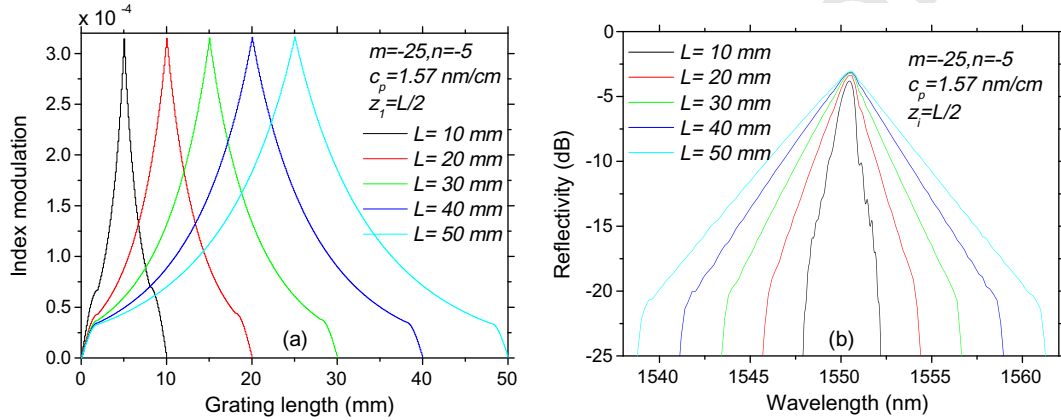 x 10⁻⁴
3.0
2.5
2.0
1.5
1.0
0.5
0.0
Index modulation
m=-25,n=-5
c_p=1.57 nm/cm
z_1=L/2
L= 10 mm
L= 20 mm
L= 30 mm
L= 40 mm
L= 50 mm
(a)
0 10 20 30 40 50
Grating length (mm)
0
-5
-10
-15
-20
-25
Reflectivity (dB)
L= 10 mm
L= 20 mm
L= 30 mm
L= 40 mm
L= 50 mm
m=-25,n=-5
c_p=1.57 nm/cm
z_i=L/2
(b)
1540 1545 1550 1555 1560
Wavelength (nm)